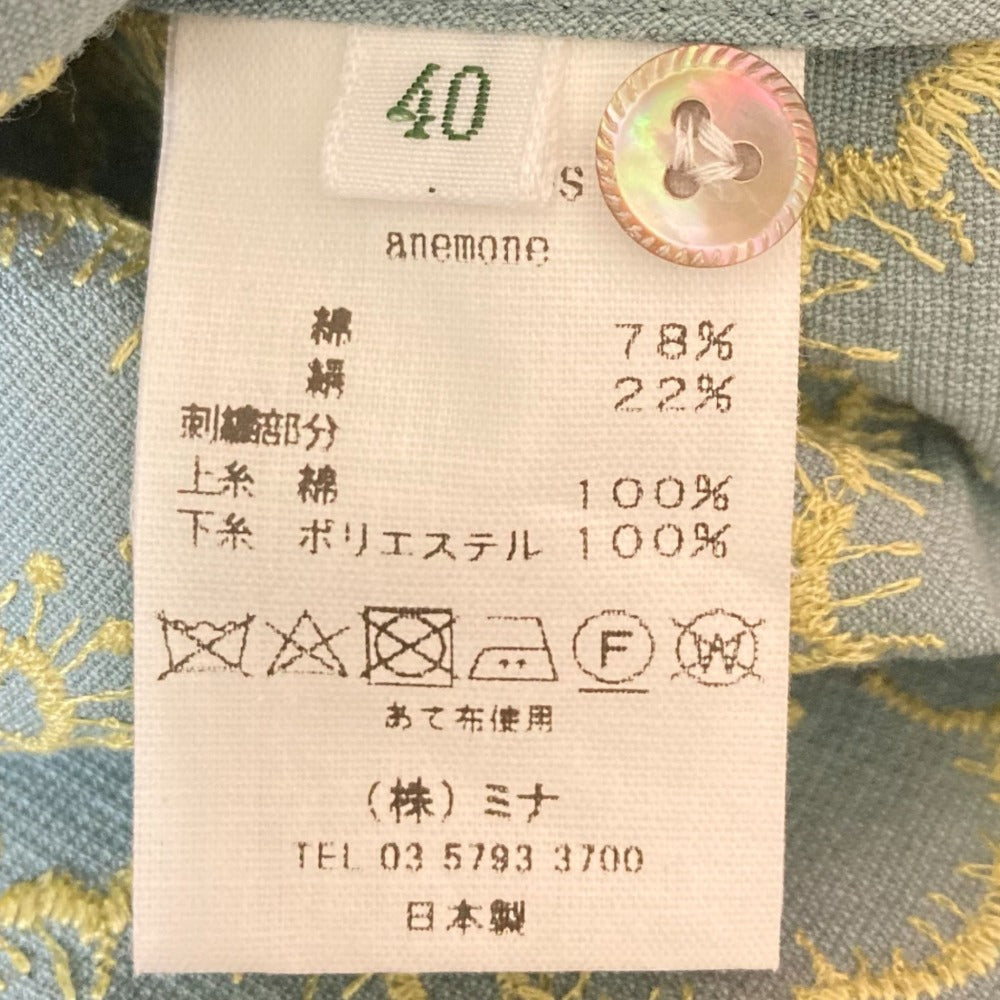 40
S
anemone
綿 78%
絹 22%
刺繍部分
上糸 綿 100%
下糸 ポリエステル 100%
F W
あて布使用
(株)ミナ
TEL 03 5793 3700
日本製